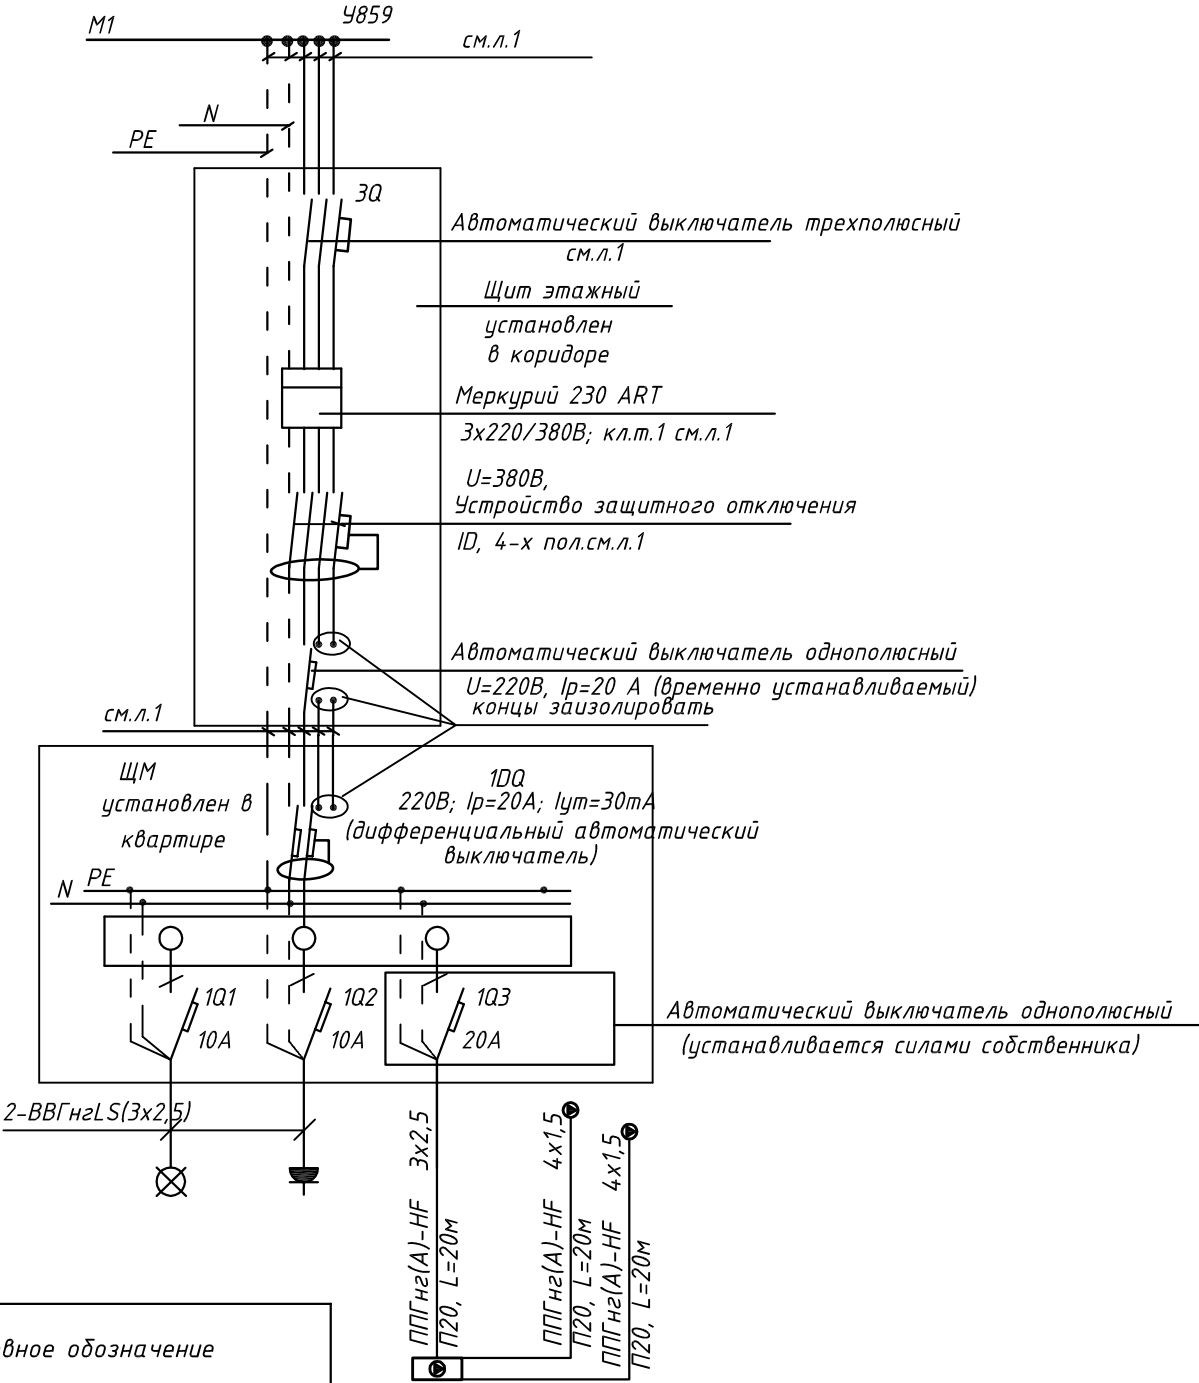 М1
У859
см.л.1
N
PE
3Q
Автоматический выключатель трехполюсный
см.л.1
Щит этажный
установлен
в коридоре
Меркурий 230 ART
3х220/380В; кл.т.1 см.л.1
U=380В,
Устройство защитного отключения
ID, 4-х пол.см.л.1
Автоматический выключатель однополюсный
U=220В, Iр=20 А (временно устанавливаемый)
концы заизолировать
см.л.1
ЩМ
установлен в
квартире
1DQ
220В; Iр=20А; Iут=30mA
(дифференциальный автоматический
выключатель)
PE
N
1Q1
10А
1Q2
10А
1Q3
20А
Автоматический выключатель однополюсный
(устанавливается силами собственника)
2-ВВГнгLS(3х2,5)
ППГнг(А)-HF 3х2,5
П20, L=20м
ППГнг(А)-HF 4х1,5
П20, L=20м
ППГнг(А)-HF 4х1,5
П20, L=20м
вное обозначение